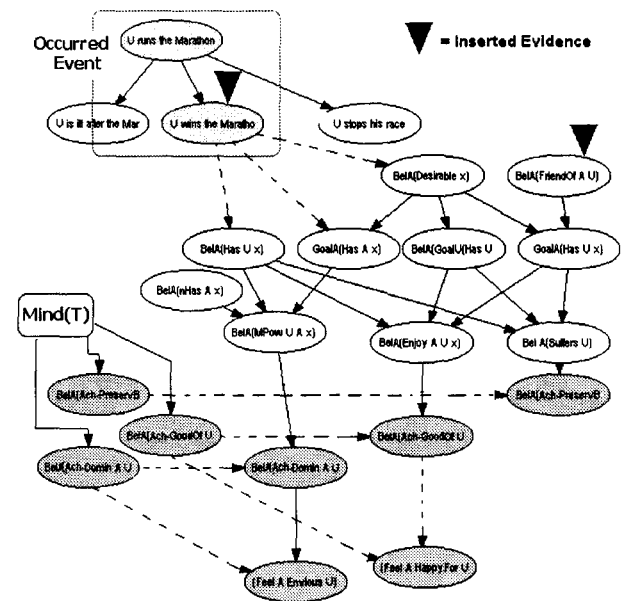 U runs the Marathon
Occurred
Event
= Inserted Evidence
U is ill after the Mar
U wins the Maratho
U stops his race
BelA(Desirable x)
BelA(FriendOf A U)
BelA(Has U x)
GoalA(Has A x)
BelA(GoalU(Has U
GoalA(Has U x)
BelA(nHas A x)
Mind(T)
BelA(MPow U A x)
BelA(Enjoy A U x)
Bel A(Suffers U)
BelA(Ach-PreservB
BelA(Ach-PreservB
BelA(Ach-GoodOf U
BelA(Ach-GoodOf U
BelA(Ach-Domin A U
BelA(Ach-Domin A U
(Feel A Envious U)
(Feel A Happy.For U